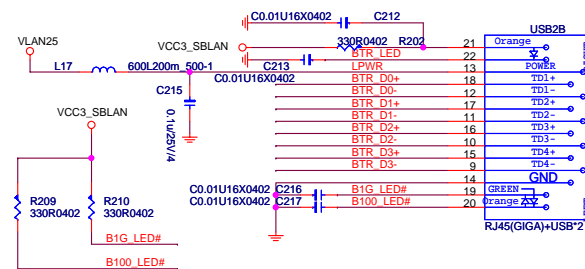 C0.01U16X0402 C212
USB2B
VLAN25
VCC3_SBLAN
330R0402 R202
21 Orange
BTR_LED 22
POWER
L17 600L200m_500-1
C213 LPWR 13
C0.01U16X0402
BTR_D0+ 18 TD1+
C215
BTR_D0- 12 TD1-
0.1u/25V/4
BTR_D1+ 17 TD2+
VCC3_SBLAN
BTR_D1- 11 TD2-
BTR_D2+ 16 TD3+
BTR_D2- 10 TD3-
BTR_D3+ 15 TD4+
BTR_D3- 9 TD4-
14 GND
R209 R210
330R0402 330R0402
C0.01U16X0402 C216 B1G_LED# 19 GREEN
C0.01U16X0402 C217 B100_LED# 20 Orange
RJ45(GIGA)+USB*2
B1G_LED#
B100_LED#